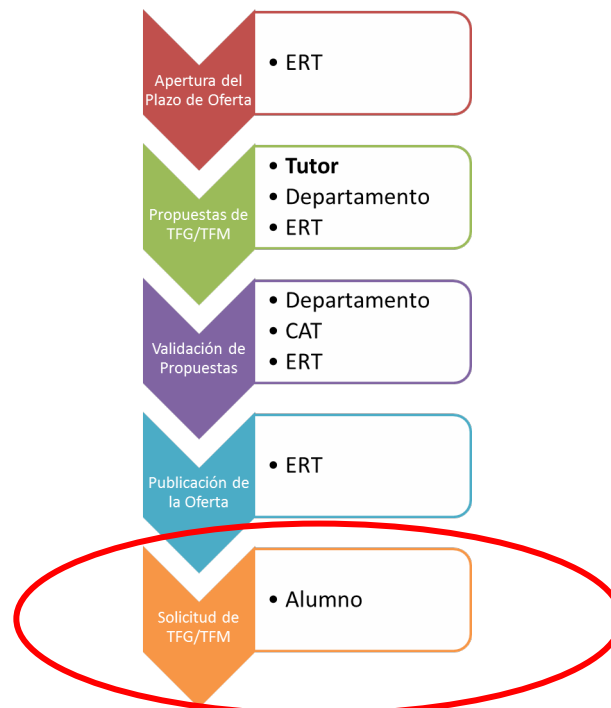 Apertura del
Plazo de Oferta
• ERT
Propuestas de
TFG/TFM
• Tutor
• Departamento
• ERT
Validación de
Propuestas
• Departamento
• CAT
• ERT
Publicación de
la Oferta
• ERT
Solicitud de
TFG/TFM
• Alumno